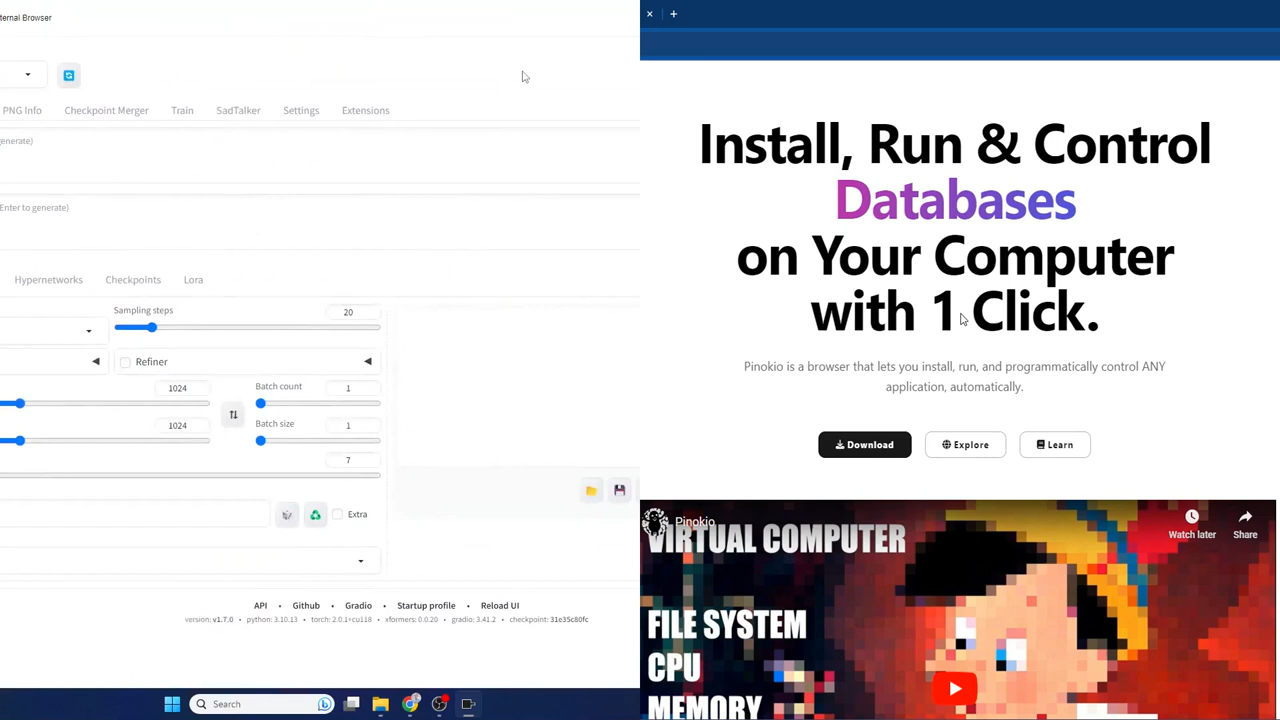 ternal Browser
PNG Info
Checkpoint Merger
Train
SadTalker
Settings
Extensions
enerate)
Enter to generate)
Hypernetworks
Checkpoints
Lora
Sampling steps
20
Refiner
1024
Batch count
1
1024
Batch size
1
7
Extra
API • Github • Gradio • Startup profile • Reload UI
version: v1.7.0 • python: 3.10.13 • torch: 2.0.1+cu118 • xformers: 0.0.20 • gradio: 3.41.2 • checkpoint: 31e35c80fc
Search
Install, Run & Control
Databases
on Your Computer
with 1 Click.
Pinokio is a browser that lets you install, run, and programmatically control ANY
application, automatically.
Download
Explore
Learn
Pinokio
Watch later
Share
VIRTUAL COMPUTER
FILE SYSTEM
CPU
MEMORY